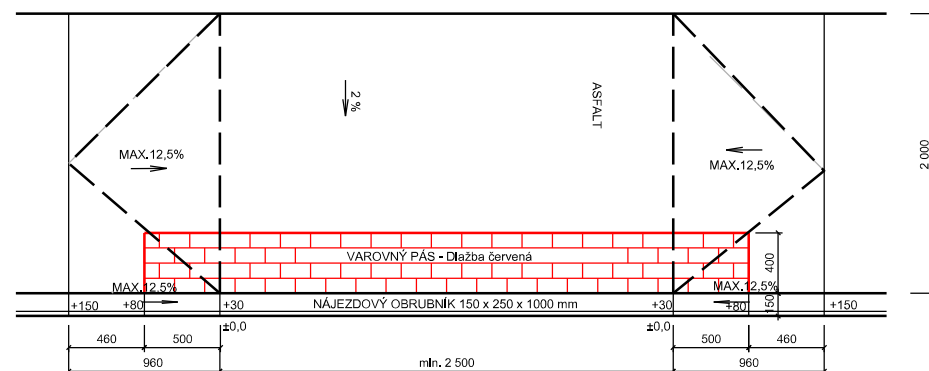 2 %
ASFALT
MAX.12,5%
MAX.12,5%
2 000
VAROVNÝ PÁS - Dlažba červená
400
MAX.12,5%
MAX.12,5%
+150
+80
+30
NÁJEZDOVÝ OBRUBNÍK 150 x 250 x 1000 mm
+30
+80
150
+150
±0,0
±0,0
460
500
500
460
960
min. 2 500
960